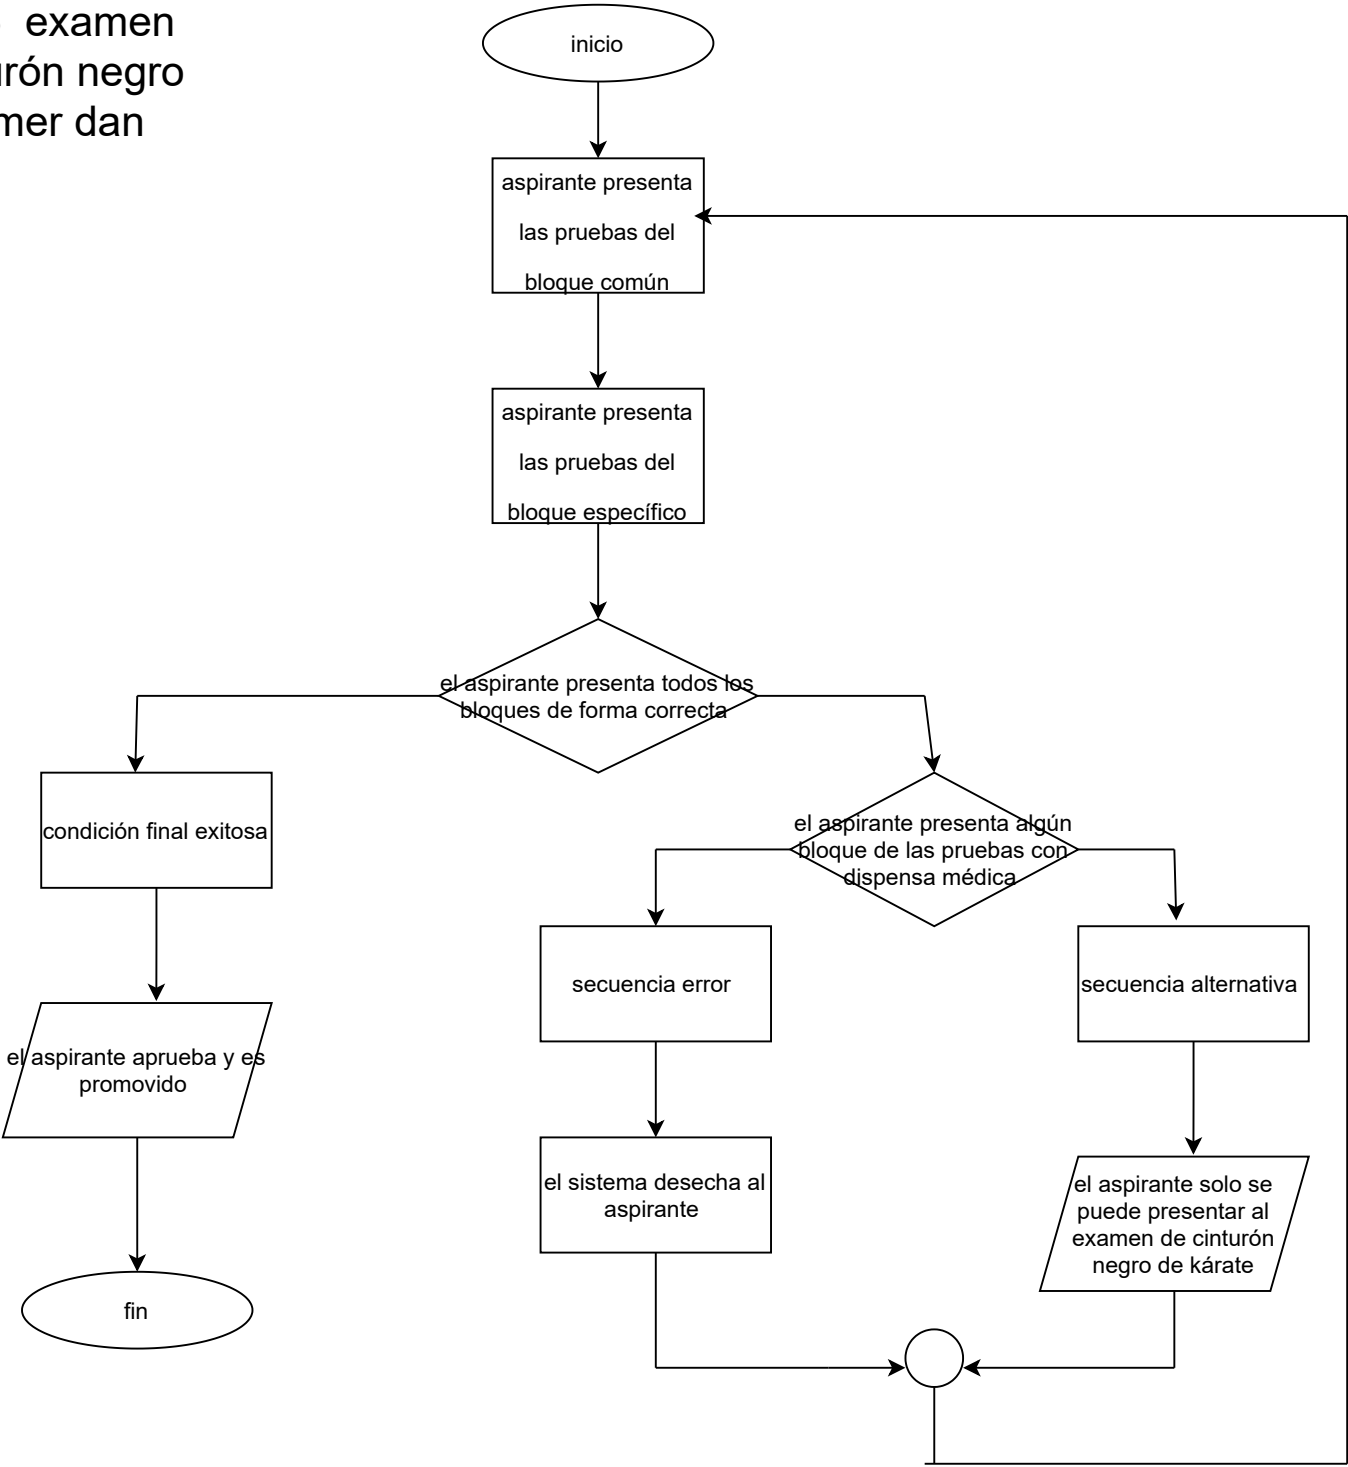 examen
negro
dan
inicio
aspirante presenta
las pruebas del
bloque común
aspirante presenta
las pruebas del
bloque específico
el aspirante presenta todos los
bloques de forma correcta
condición final exitosa
el aspirante presenta algún
bloque de las pruebas con
dispensa médica
secuencia error
secuencia alternativa
el aspirante aprueba y es
promovido
el sistema desecha al
aspirante
el aspirante solo se
puede presentar al
examen de cinturón
negro de kárate
fin